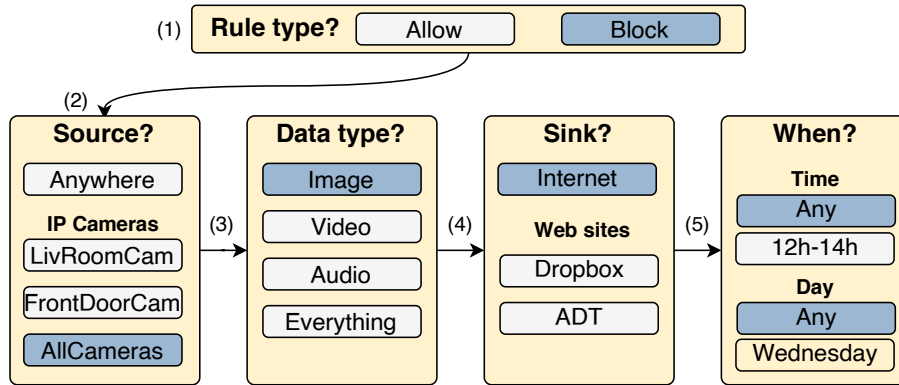 (1)
Rule type?
Allow
Block
(2)
Source?
Anywhere
IP Cameras
LivRoomCam
FrontDoorCam
AllCameras
(3)
Data type?
Image
Video
Audio
Everything
(4)
Sink?
Internet
Web sites
Dropbox
ADT
(5)
When?
Time
Any
12h-14h
Day
Any
Wednesday